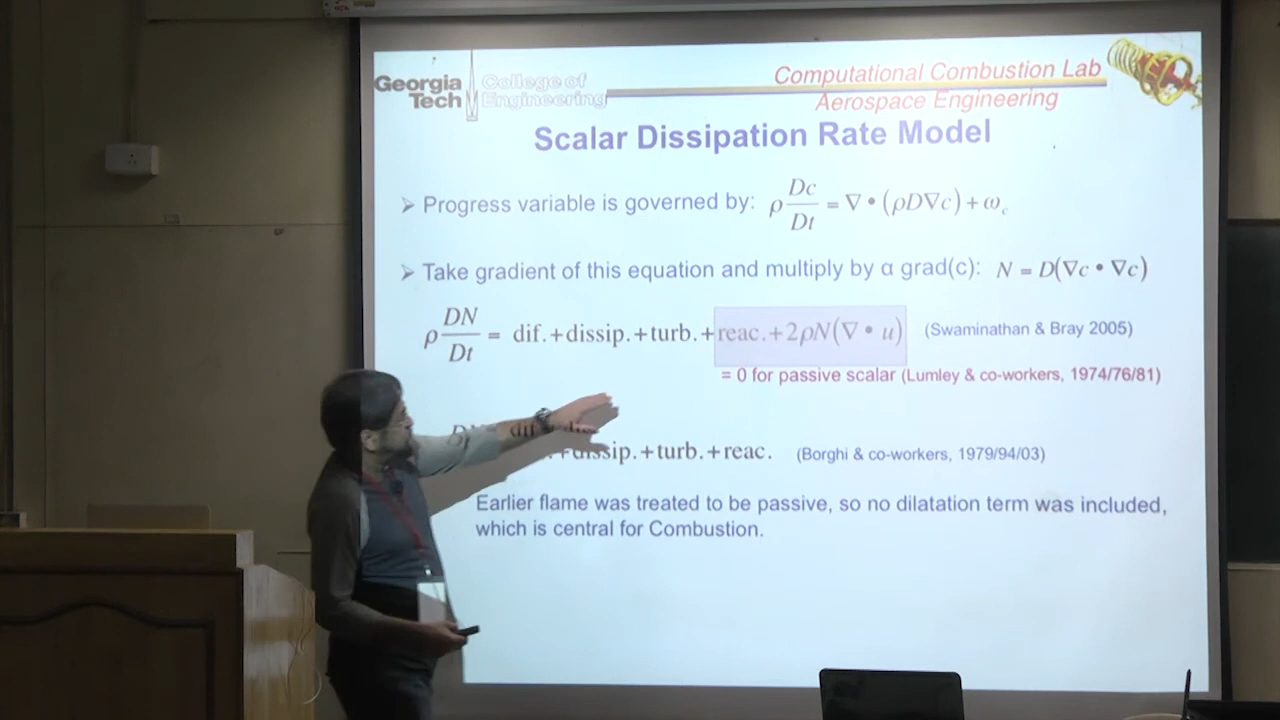 Georgia Tech
College of Engineering
Computational Combustion Lab
Aerospace Engineering
Scalar Dissipation Rate Model
➢ Progress variable is governed by: ρ Dc/Dt = ∇ • (ρD∇c) + ω_c
➢ Take gradient of this equation and multiply by α grad(c): N = D(∇c • ∇c)
ρ DN/Dt = dif. + dissip. + turb. + reac. + 2ρN(∇ • u) (Swaminathan & Bray 2005)
= 0 for passive scalar (Lumley & co-workers, 1974/76/81)
+ dissip. + turb. + reac. (Borghi & co-workers, 1979/94/03)
Earlier flame was treated to be passive, so no dilatation term was included,
which is central for Combustion.